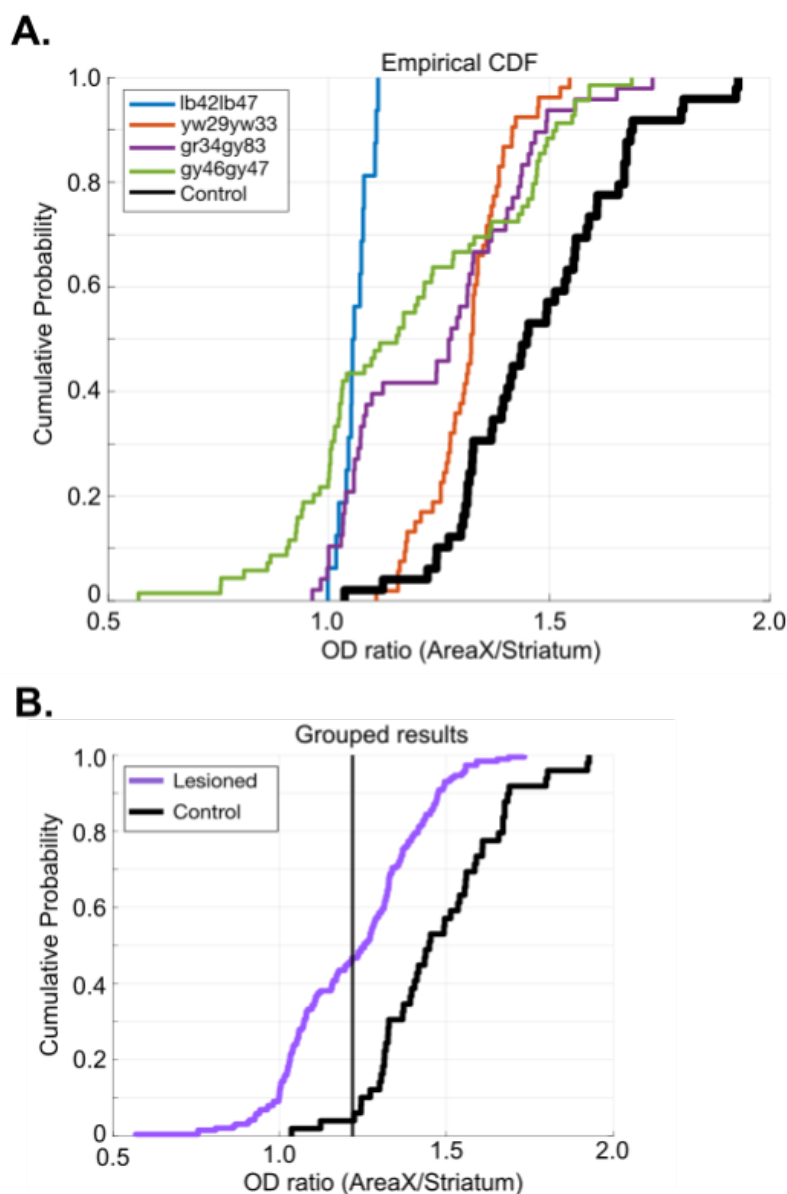 A.
Empirical CDF
1.0
lb42lb47
yw29yw33
gr34gy83
gy46gy47
Control
0.8
0.6
0.4
0.2
0
Cumulative Probability
0.5 1.0 1.5 2.0
OD ratio (AreaX/Striatum)
B.
Grouped results
1.0
Lesioned
Control
0.8
0.6
0.4
0.2
0
Cumulative Probability
0.5 1.0 1.5 2.0
OD ratio (AreaX/Striatum)